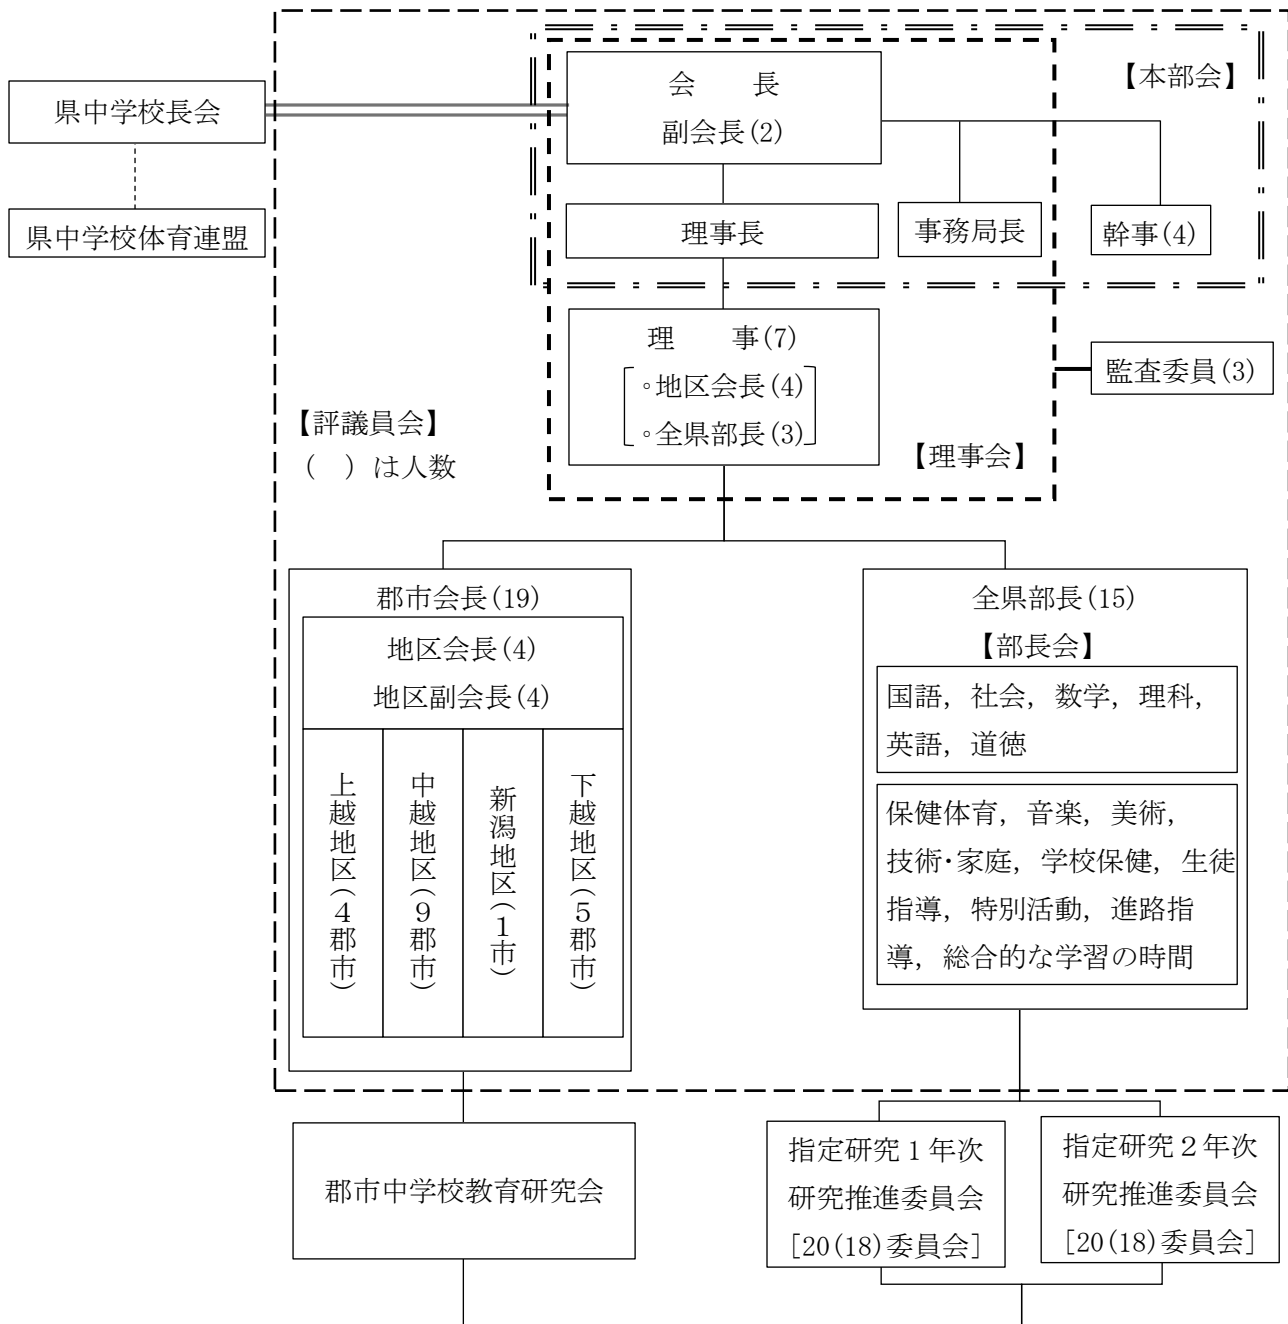 会　　長
副会長(2)
【本部会】
県中学校長会
県中学校体育連盟
理事長
事務局長
幹事(4)
理　　事(7)
◦地区会長(4)
◦全県部長(3)
監査委員(3)
【評議員会】
(　)は人数
【理事会】
郡市会長(19)
地区会長(4)
地区副会長(4)
上越地区(4郡市)
中越地区(9郡市)
新潟地区(1市)
下越地区(5郡市)
全県部長(15)
【部長会】
国語，社会，数学，理科，
英語，道徳
保健体育，音楽，美術，
技術・家庭，学校保健，生徒
指導，特別活動，進路指
導，総合的な学習の時間
郡市中学校教育研究会
指定研究１年次
研究推進委員会
[20(18)委員会]
指定研究２年次
研究推進委員会
[20(18)委員会]